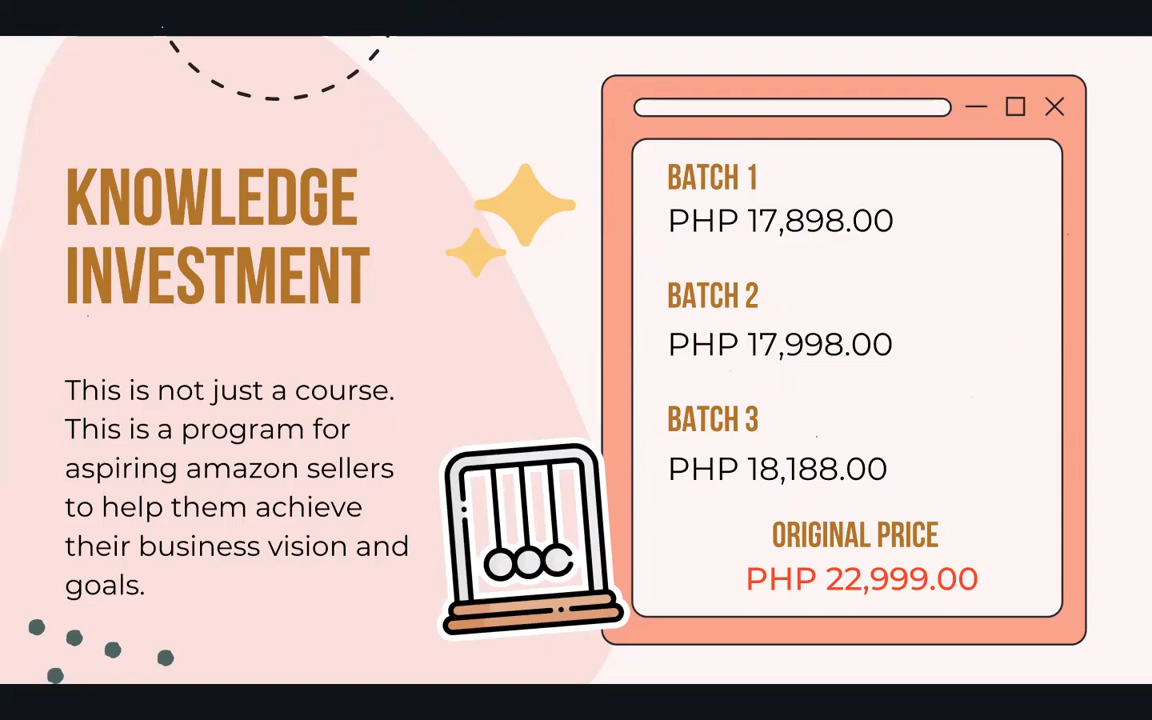 KNOWLEDGE
INVESTMENT
This is not just a course.
This is a program for
aspiring amazon sellers
to help them achieve
their business vision and
goals.
BATCH 1
PHP 17,898.00
BATCH 2
PHP 17,998.00
BATCH 3
PHP 18,188.00
ORIGINAL PRICE
PHP 22,999.00